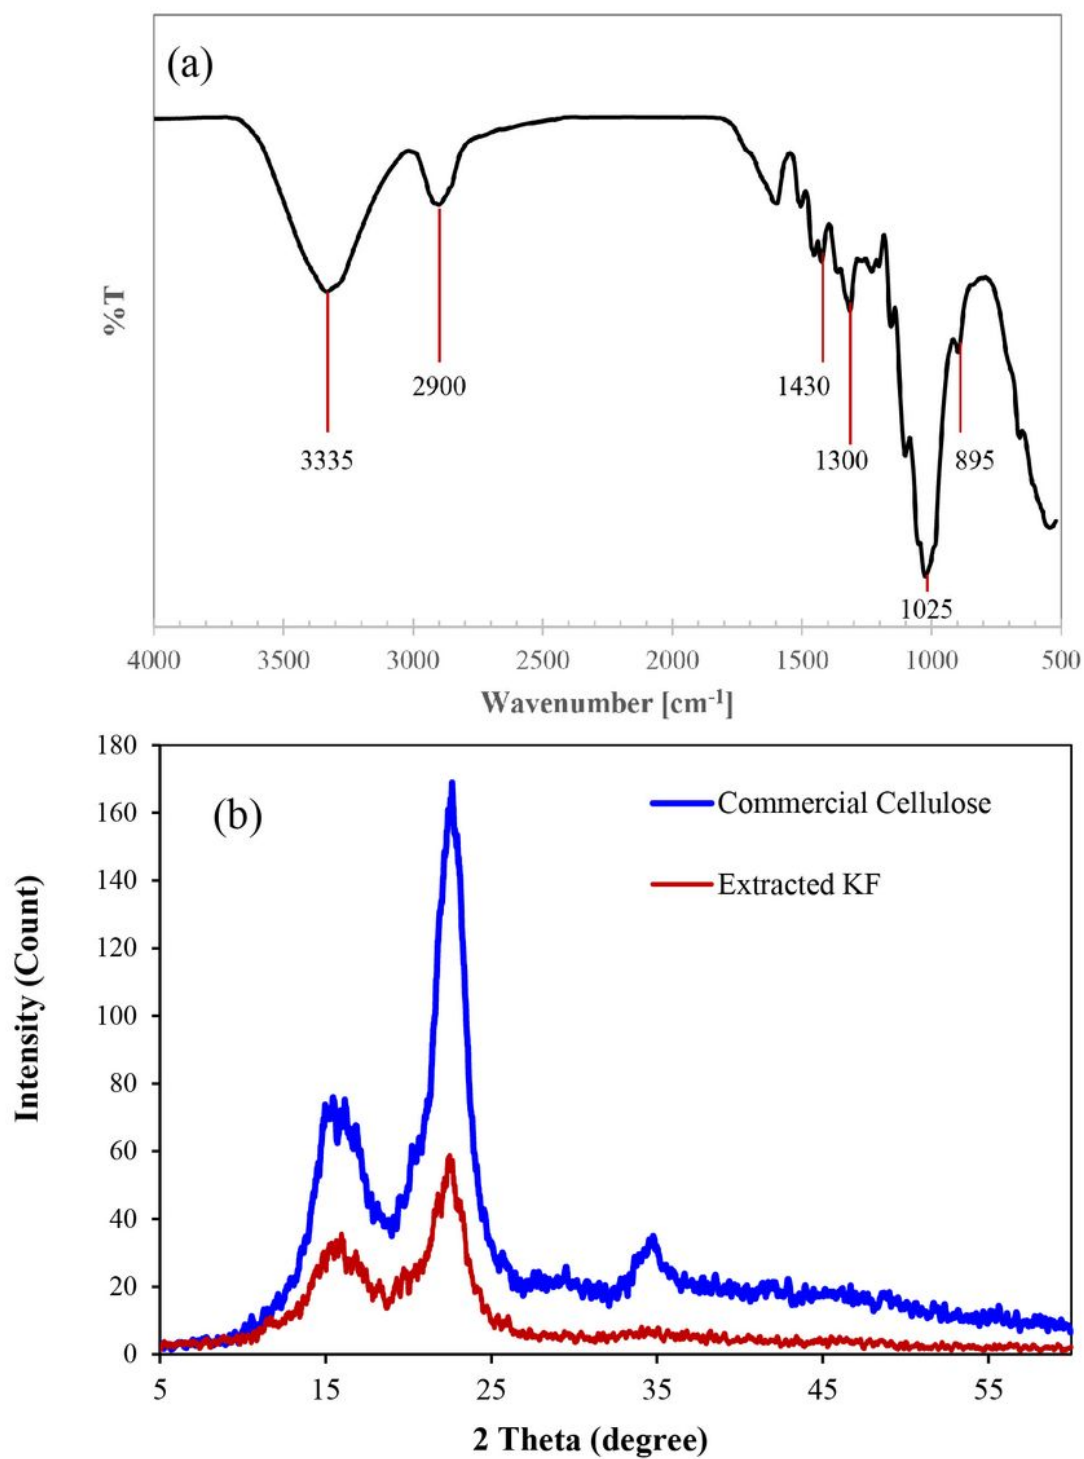 (a)
%T
3335
2900
1430
1300
895
1025
4000 3500 3000 2500 2000 1500 1000 500
Wavenumber [cm-1]
(b)
Commercial Cellulose
Extracted KF
Intensity (Count)
180
160
140
120
100
80
60
40
20
0
5 15 25 35 45 55
2 Theta (degree)